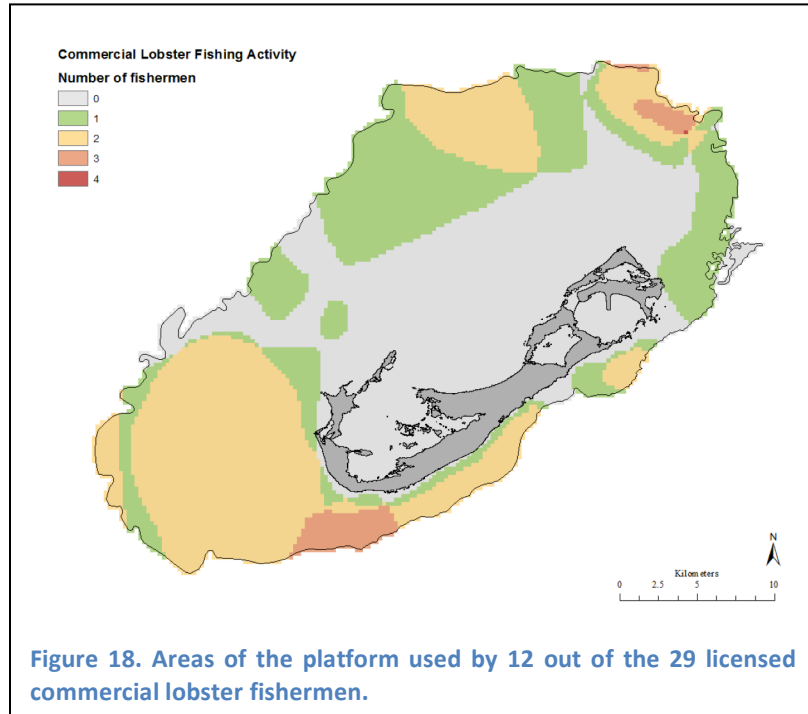 Commercial Lobster Fishing Activity
Number of fishermen
0
1
2
3
4
N
Kilometers
0 2.5 5 10
Figure 18. Areas of the platform used by 12 out of the 29 licensed
commercial lobster fishermen.